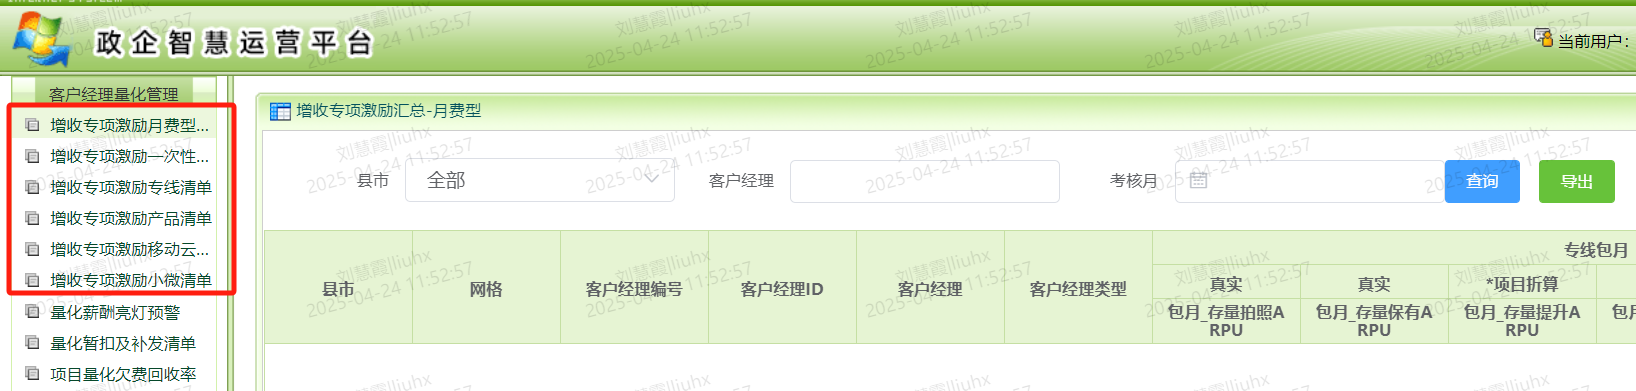 政企智慧运营平台
当前用户：
客户经理量化管理
增收专项激励月费型...
增收专项激励一次性...
增收专项激励专线清单
增收专项激励产品清单
增收专项激励移动云...
增收专项激励小微清单
量化薪酬亮灯预警
量化暂扣及补发清单
项目量化欠费回收率
增收专项激励汇总-月费型
县市 全部 客户经理 考核月 查询 导出
专线包月
县市 网格 客户经理编号 客户经理ID 客户经理 客户经理类型
真实 真实 *项目折算
包月_存量拍照A
RPU
包月_存量保有A
RPU
包月_存量提升A
RPU
刘慧霞||liuhx
2025-04-24 11:52:57